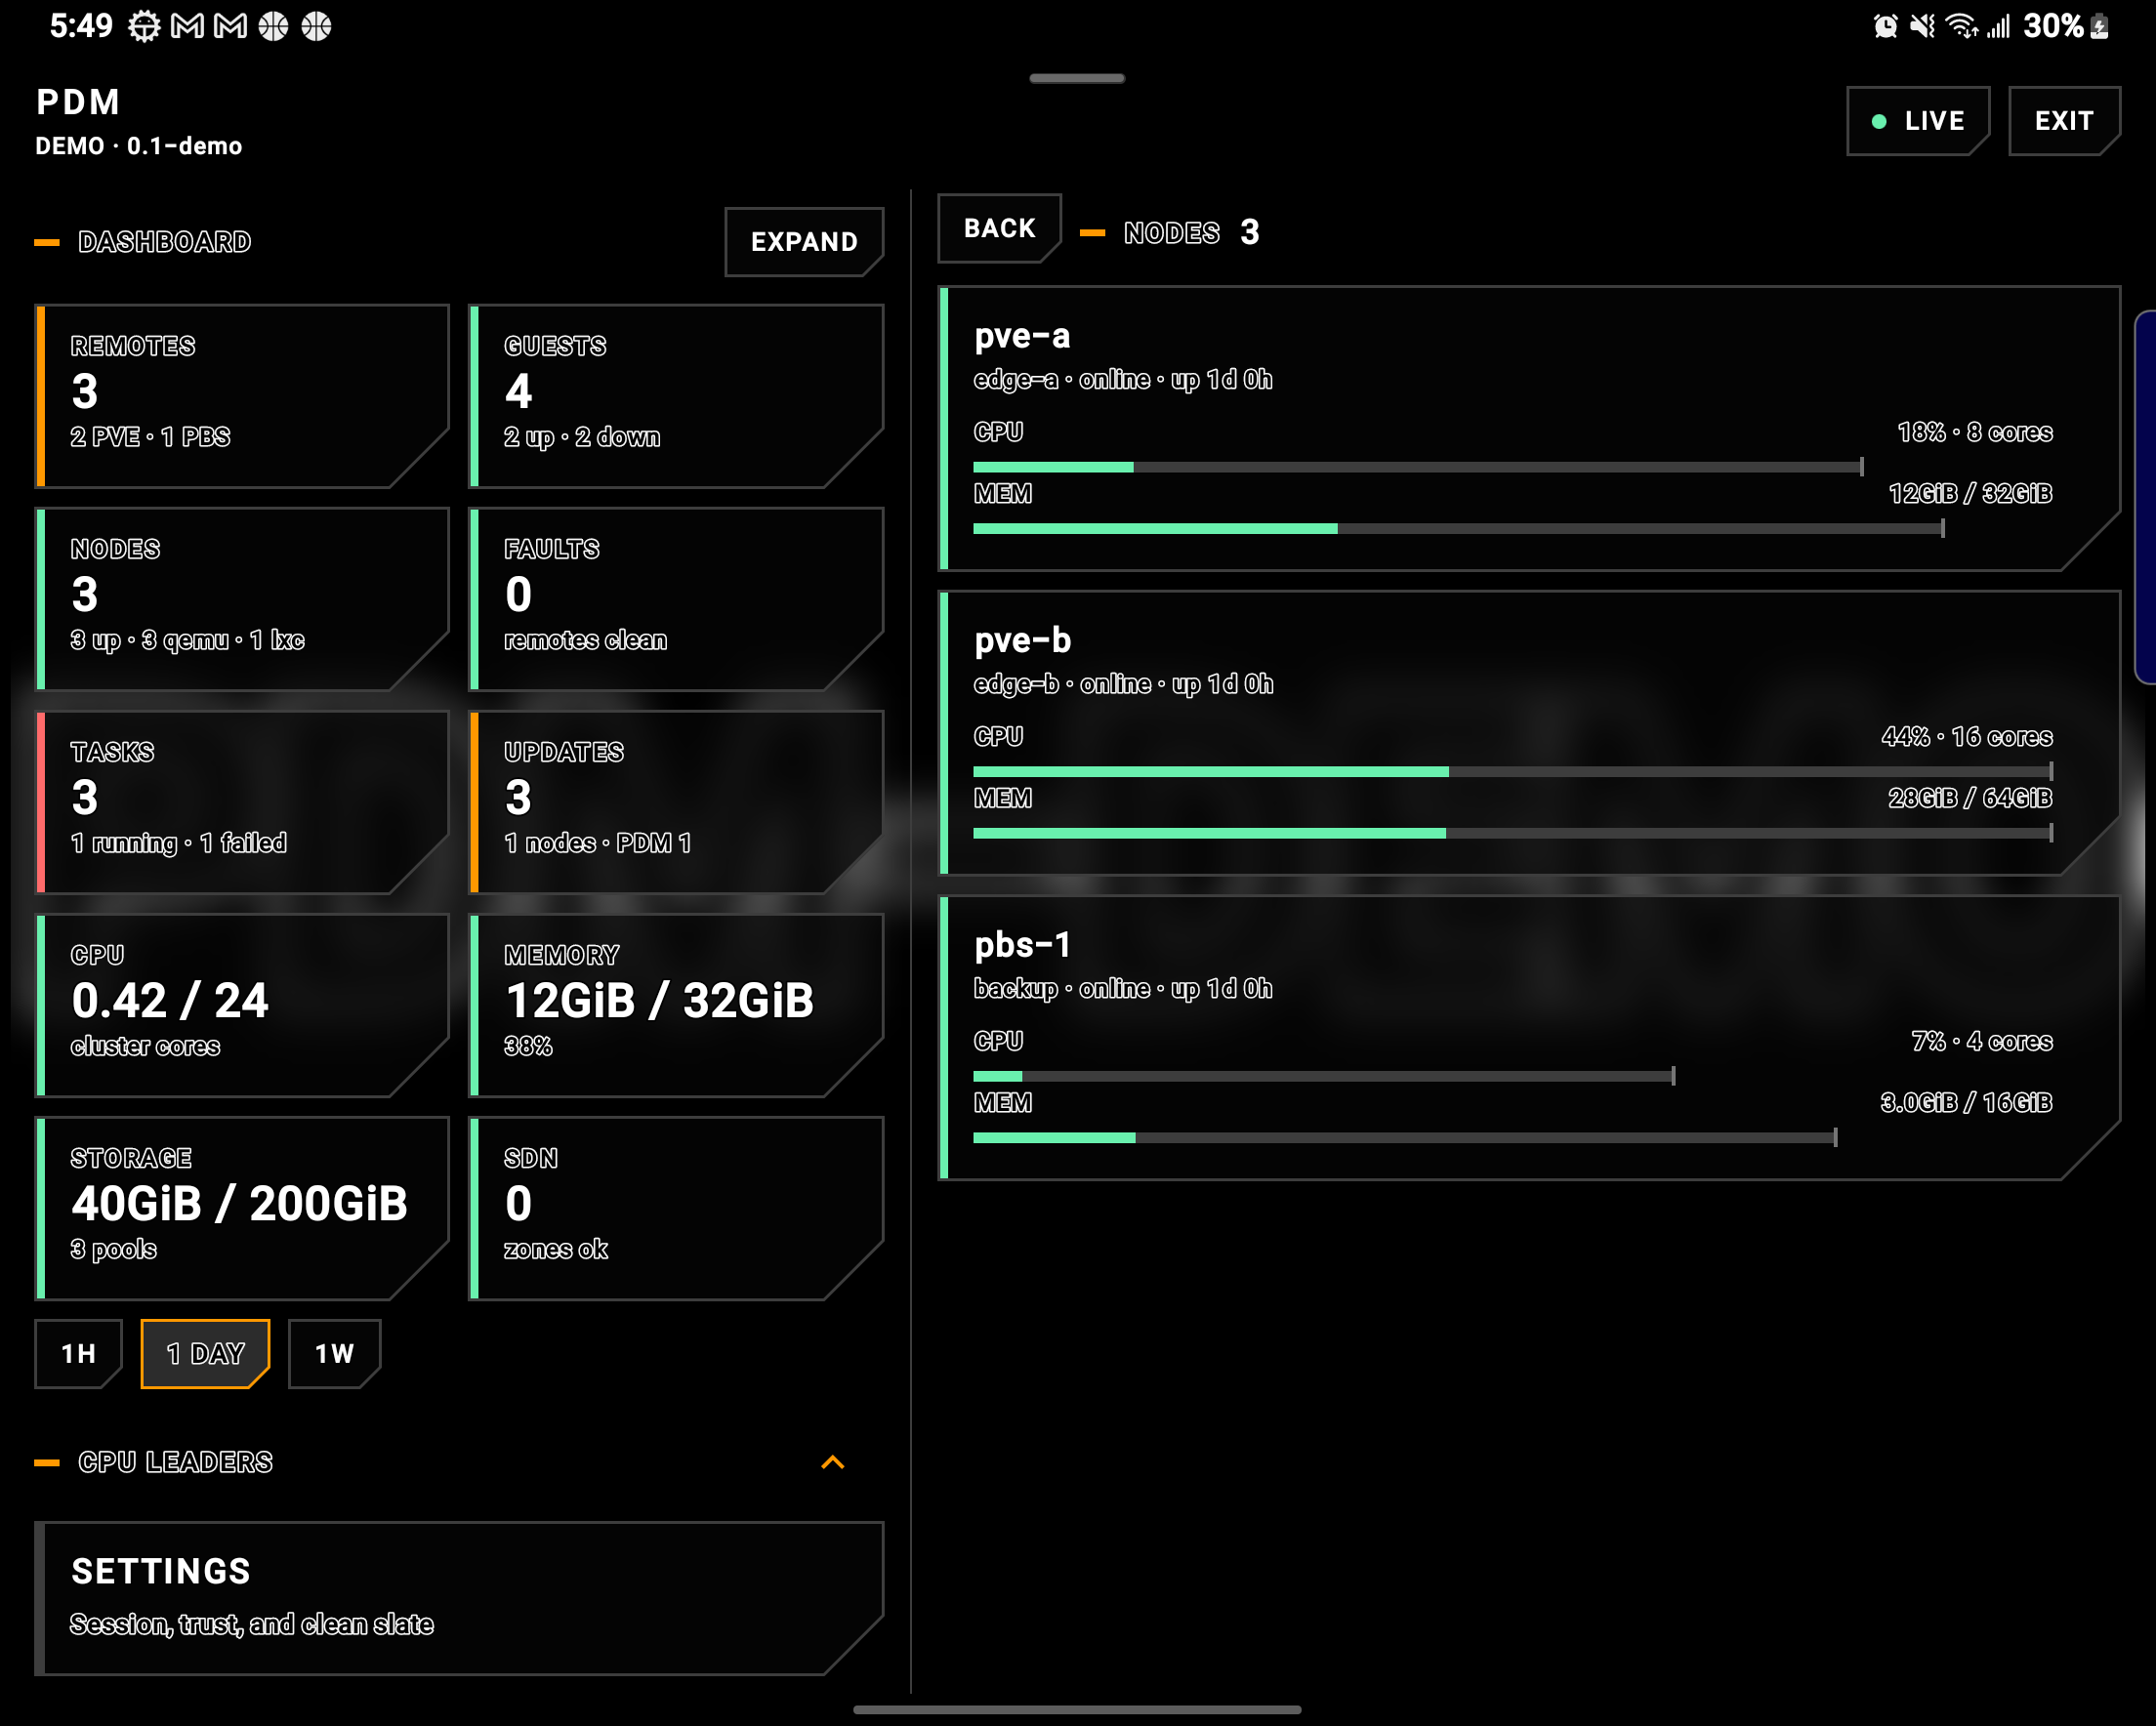 5:49
30%
PDM
DEMO · 0.1-demo
LIVE
EXIT
DASHBOARD
EXPAND
REMOTES
3
2 PVE · 1 PBS
GUESTS
4
2 up · 2 down
NODES
3
3 up · 3 qemu · 1 lxc
FAULTS
0
remotes clean
TASKS
3
1 running · 1 failed
UPDATES
3
1 nodes · PDM 1
CPU
0.42 / 24
cluster cores
MEMORY
12GiB / 32GiB
38%
STORAGE
40GiB / 200GiB
3 pools
SDN
0
zones ok
1H
1 DAY
1W
CPU LEADERS
SETTINGS
Session, trust, and clean slate
BACK
NODES 3
pve-a
edge-a · online · up 1d 0h
CPU 18% · 8 cores
MEM 12GiB / 32GiB
pve-b
edge-b · online · up 1d 0h
CPU 44% · 16 cores
MEM 28GiB / 64GiB
pbs-1
backup · online · up 1d 0h
CPU 7% · 4 cores
MEM 3.0GiB / 16GiB